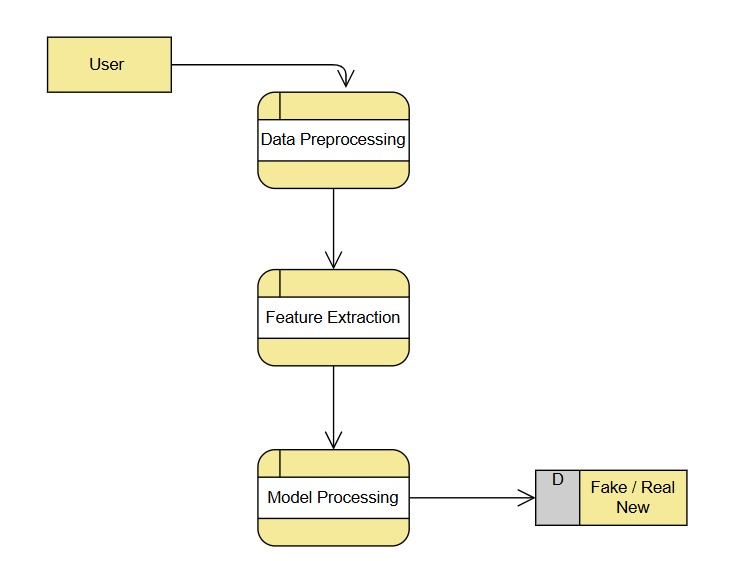 User
Data Preprocessing
Feature Extraction
Model Processing
D
Fake / Real
New